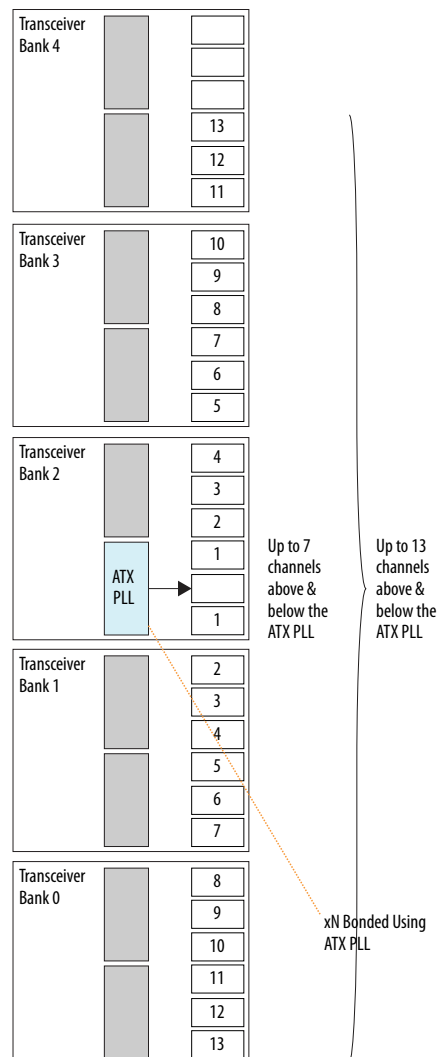 Transceiver
Bank 4
13
12
11
Transceiver
Bank 3
10
9
8
7
6
5
Transceiver
Bank 2
4
3
2
1
ATX
PLL
1
Up to 7
channels
above &
below the
ATX PLL
Up to 13
channels
above &
below the
ATX PLL
Transceiver
Bank 1
2
3
4
5
6
7
Transceiver
Bank 0
8
9
10
11
12
13
xN Bonded Using
ATX PLL